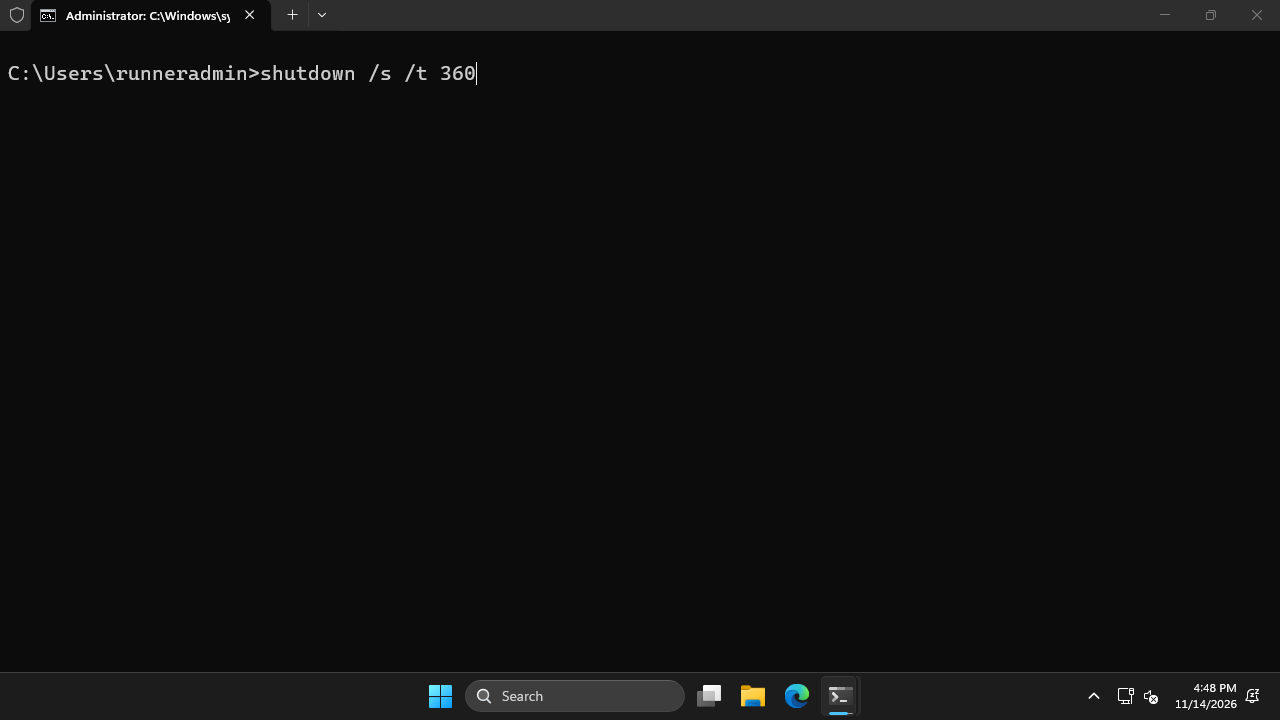 Administrator: C:\Windows\sy
C:\Users\runneradmin>shutdown /s /t 360
Search
4:48 PM
11/14/2026